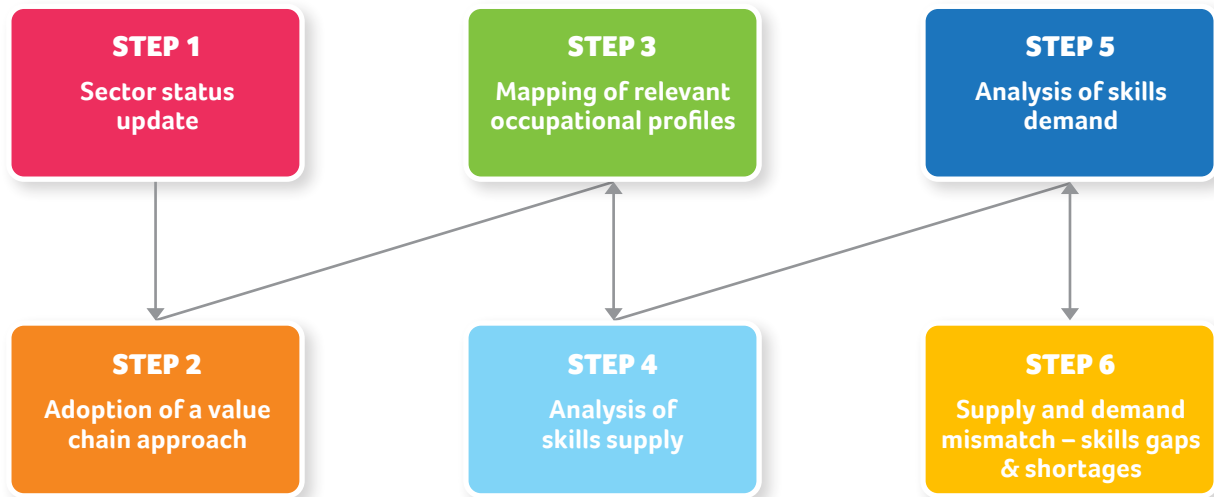 STEP 1
Sector status
update
STEP 2
Adoption of a value
chain approach
STEP 3
Mapping of relevant
occupational profiles
STEP 4
Analysis of
skills supply
STEP 5
Analysis of skills
demand
STEP 6
Supply and demand
mismatch – skills gaps
& shortages